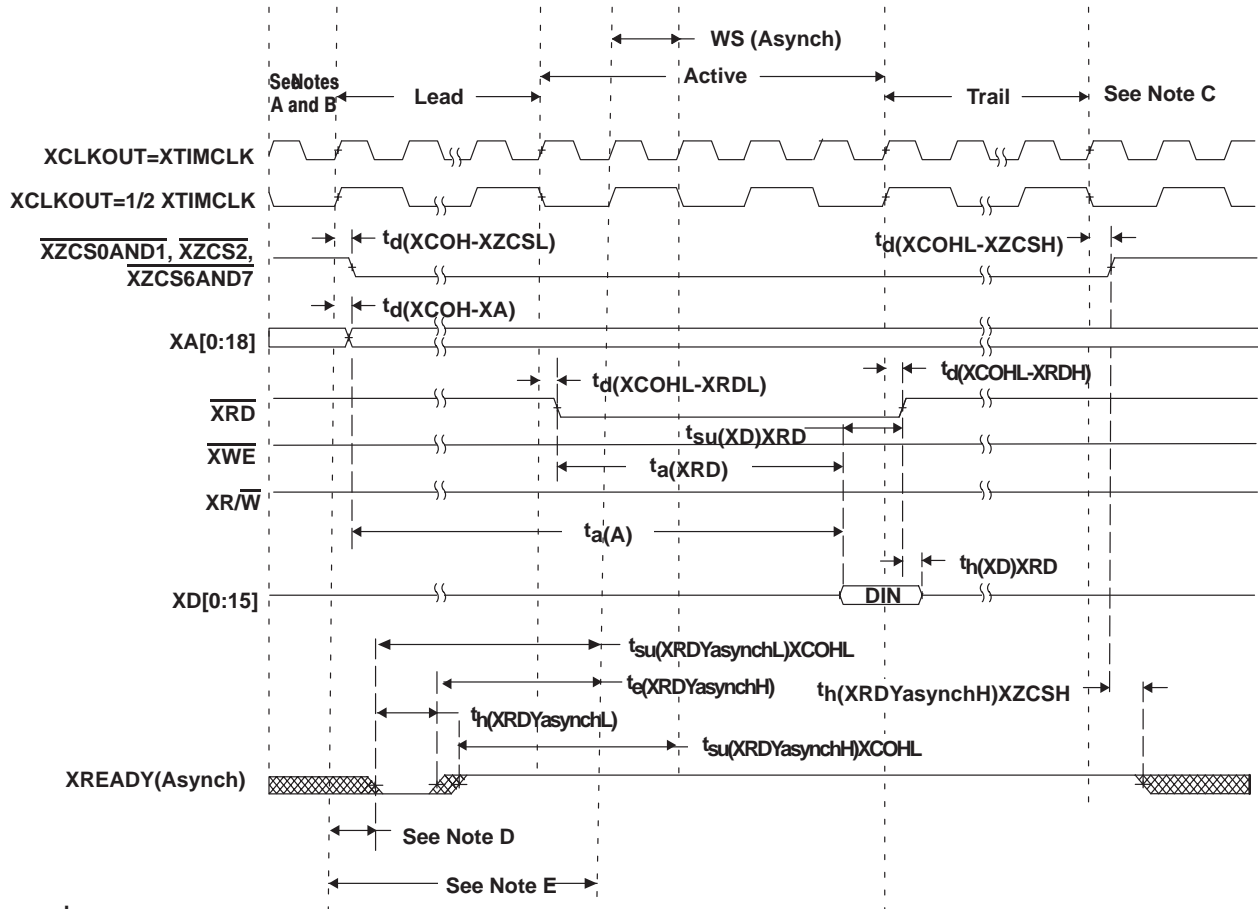 WS (Asynch)
Active
See Notes
A and B
Lead
Trail
See Note C
XCLKOUT=XTIMCLK
XCLKOUT=1/2 XTIMCLK
XZCS0AND1, XZCS2,
XZCS6AND7
td(XCOH-XZCSL)
td(XCOHL-XZCSH)
td(XCOH-XA)
XA[0:18]
td(XCOHL-XRDL)
td(XCOHL-XRDH)
XRD
tsu(XD)XRD
XWE
ta(XRD)
XR/W
ta(A)
th(XD)XRD
XD[0:15]
DIN
tsu(XRDYasynchL)XCOHL
te(XRDYasynchH)
th(XRDYasynchH)XZCSH
th(XRDYasynchL)
tsu(XRDYasynchH)XCOHL
XREADY(Asynch)
See Note D
See Note E